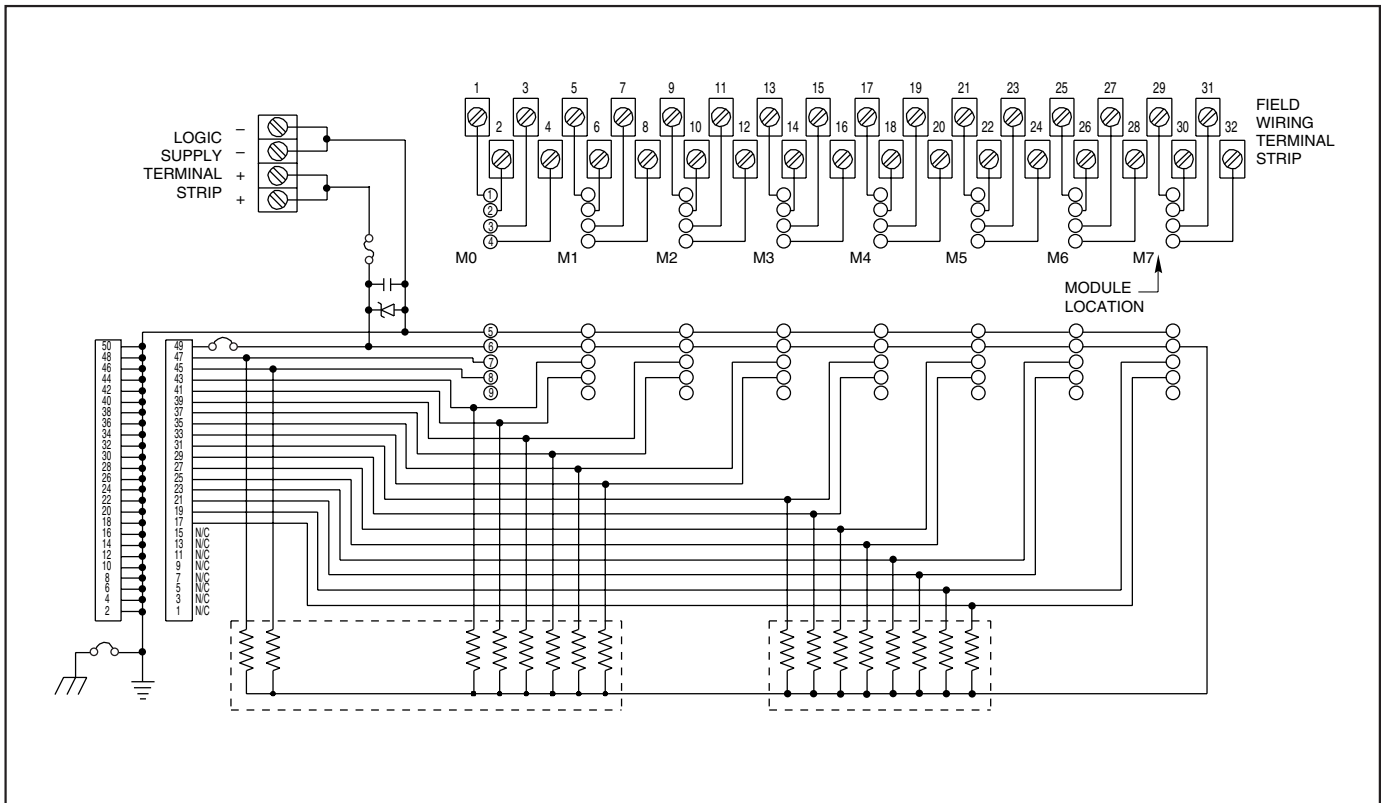 1 3 5 7 9 11 13 15 17 19 21 23 25 27 29 31
2 4 6 8 10 12 14 16 18 20 22 24 26 28 30 32
FIELD
WIRING
TERMINAL
STRIP
LOGIC
SUPPLY
TERMINAL
STRIP
–
–
+
+
1
2
3
4
M0 M1 M2 M3 M4 M5 M6 M7
MODULE
LOCATION
5
6
7
8
9
50
48
46
44
42
40
38
36
34
32
30
28
26
24
22
20
18
16
14
12
10
8
6
4
2
49
47
45
43
41
39
37
35
33
31
29
27
25
23
21
19
17
15 N/C
13 N/C
11 N/C
9 N/C
7 N/C
5 N/C
3 N/C
1 N/C